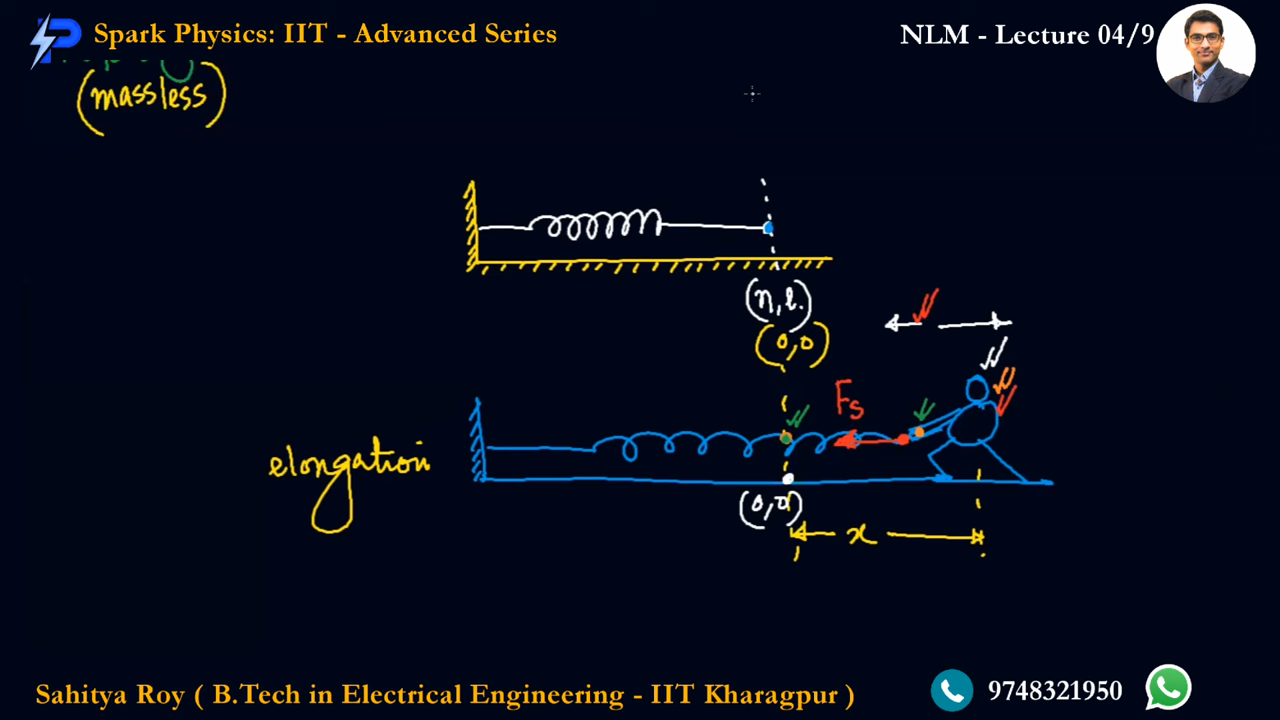 Spark Physics: IIT - Advanced Series
NLM - Lecture 04/9
(massless)
(n, l.
(0,0)
Fs
elongation
(0,0)
x
Sahitya Roy ( B.Tech in Electrical Engineering - IIT Kharagpur )
9748321950